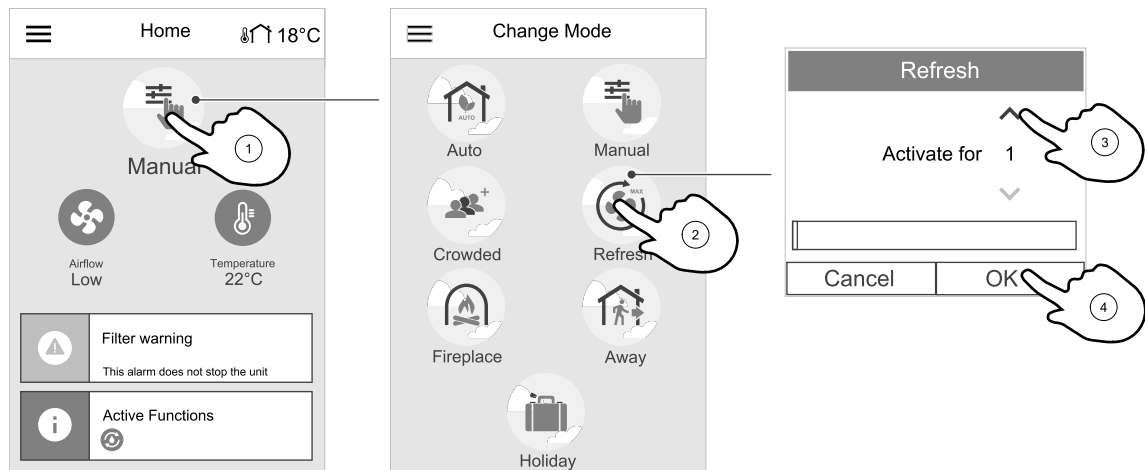 Home
18°C
Manual
1
Airflow
Low
Temperature
22°C
Filter warning
This alarm does not stop the unit
Active Functions
i
Change Mode
AUTO
Auto
Manual
Crowded
MAX
Refresh
2
Fireplace
Away
Holiday
Refresh
Activate for 1
3
Cancel
OK
4